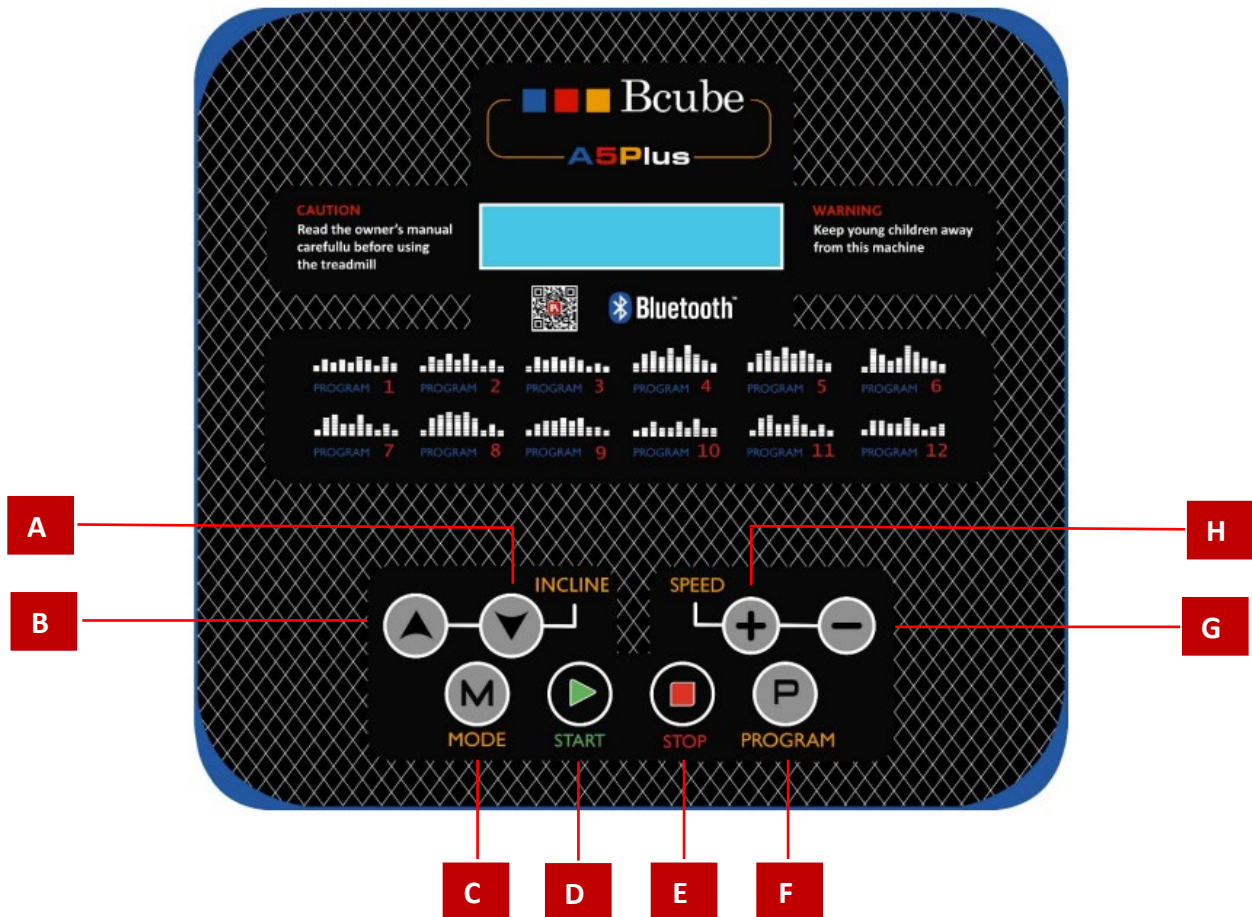 Bcube
A5Plus
CAUTION
Read the owner's manual
carefullu before using
the treadmill
WARNING
Keep young children away
from this machine
Bluetooth™
PROGRAM 1
PROGRAM 2
PROGRAM 3
PROGRAM 4
PROGRAM 5
PROGRAM 6
PROGRAM 7
PROGRAM 8
PROGRAM 9
PROGRAM 10
PROGRAM 11
PROGRAM 12
A
H
INCLINE
SPEED
B
G
M
P
MODE
START
STOP
PROGRAM
C
D
E
F